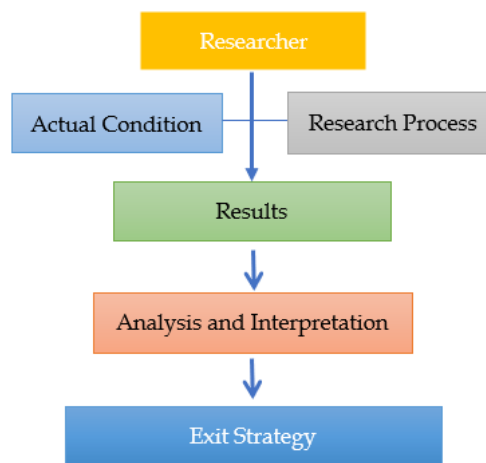 Researcher
Actual Condition
Research Process
Results
Analysis and Interpretation
Exit Strategy